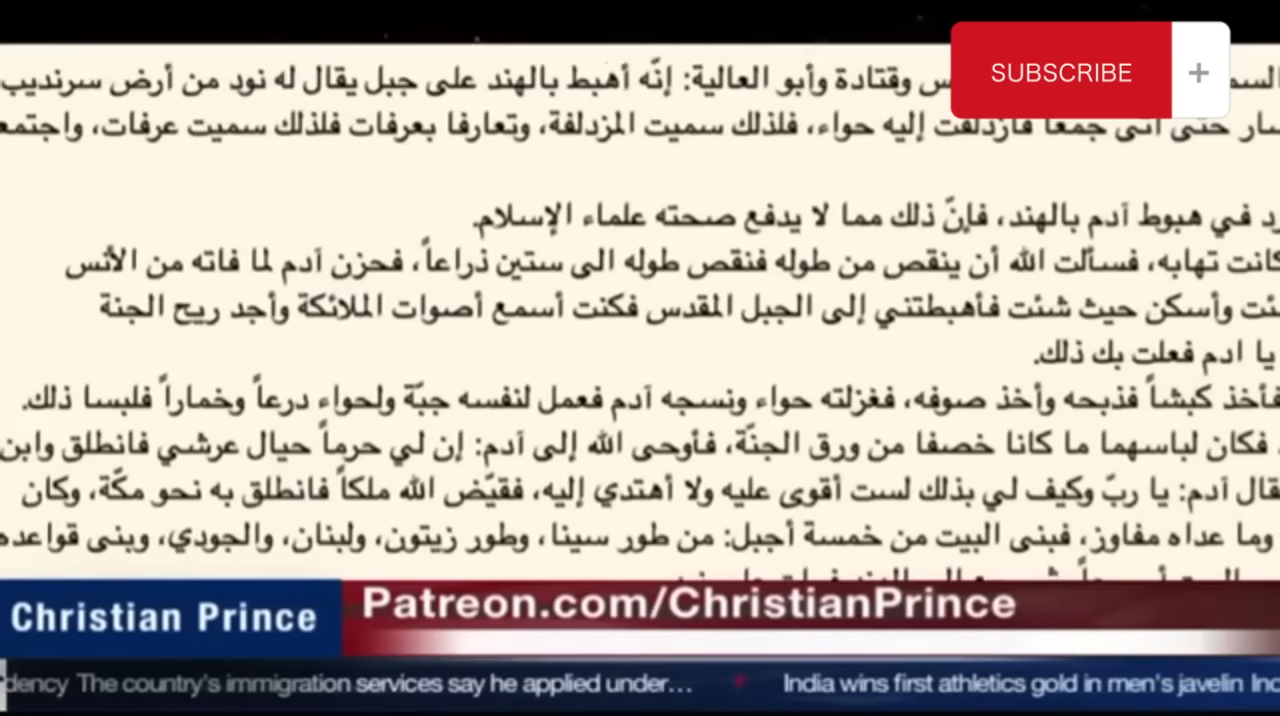 SUBSCRIBE +
وقتادة وأبو العالية: إنّه أهبط بالهند على جبل يقال له نود من أرض سرنديب
حتى أتى جمعاً فازدلفت إليه حواء، فلذلك سميت المزدلفة، وتعارفا بعرفات فلذلك سميت عرفات، واجتمعا
في هبوط آدم بالهند، فإنّ ذلك مما لا يدفع صحته علماء الإسلام.
تهابه، فسألت الله أن ينقص من طوله فنقص طوله الى ستين ذراعاً، فحزن آدم لما فاته من الأنس
وأسكن حيث شئت فأهبطتني إلى الجبل المقدس فكنت أسمع أصوات الملائكة وأجد ريح الجنة
يا ادم فعلت بك ذلك.
فأخذ كبشاً فذبحه وأخذ صوفه، فغزلته حواء ونسجه آدم فعمل لنفسه جبّة ولحواء درعاً وخماراً فلبسا ذلك.
فكان لباسهما ما كانا خصفا من ورق الجنّة، فأوحى الله إلى آدم: إن لي حرماً حيال عرشي فانطلق وابن
آدم: يا ربّ وكيف لي بذلك لست أقوى عليه ولا أهتدي إليه، فقيّض الله ملكاً فانطلق به نحو مكّة، وكان
وما عداه مفاوز، فبنى البيت من خمسة أجبل: من طور سينا، وطور زيتون، ولبنان، والجودي، وبنى قواعده
Christian Prince
Patreon.com/ChristianPrince
dency The country's immigration services say he applied under… India wins first athletics gold in men's javelin